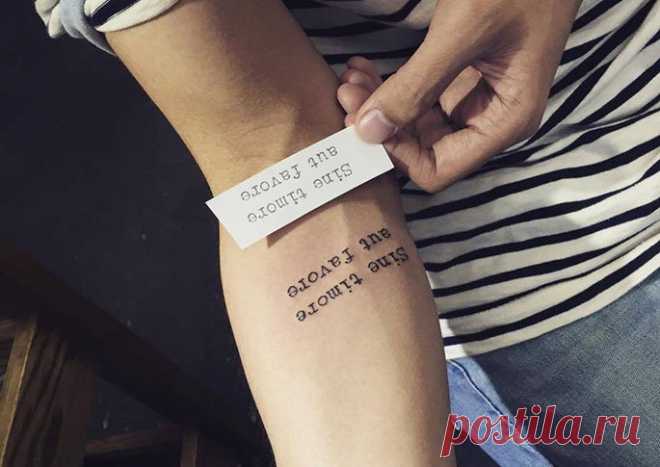 Sine timore
aut favore
Sine timore
aut favore
postila.ru